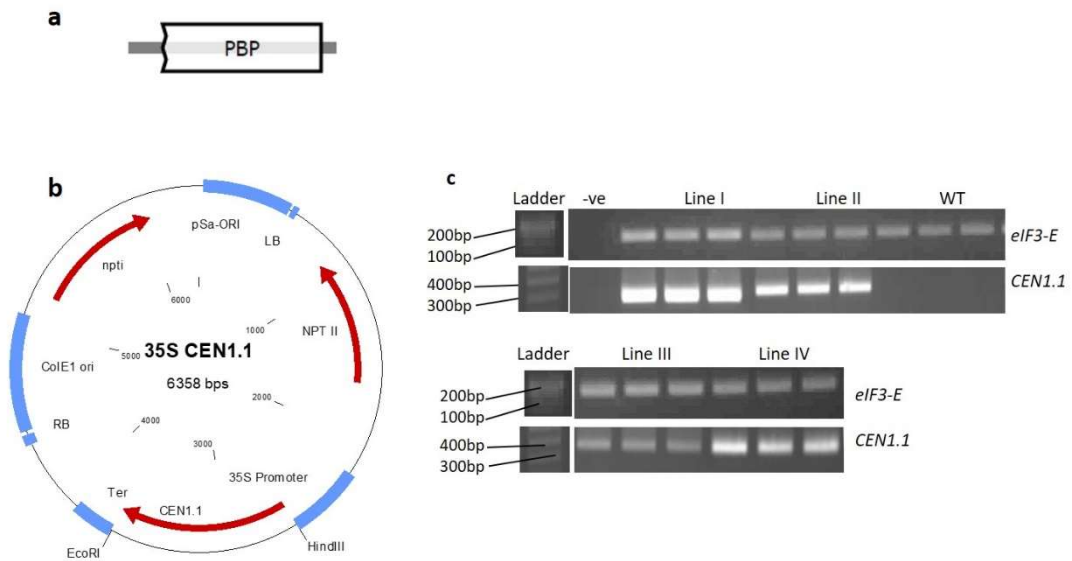 a
PBP
b
pSa-ORI
LB
npti
6000
1000
NPT II
35S CEN1.1
ColE1 ori
5000
6358 bps
2000
RB
4000
3000
35S Promoter
Ter
CEN1.1
EcoRI
HindIII
c
Ladder -ve Line I Line II WT
200bp
100bp
eIF3-E
400bp
300bp
CEN1.1
Ladder Line III Line IV
200bp
100bp
eIF3-E
400bp
300bp
CEN1.1